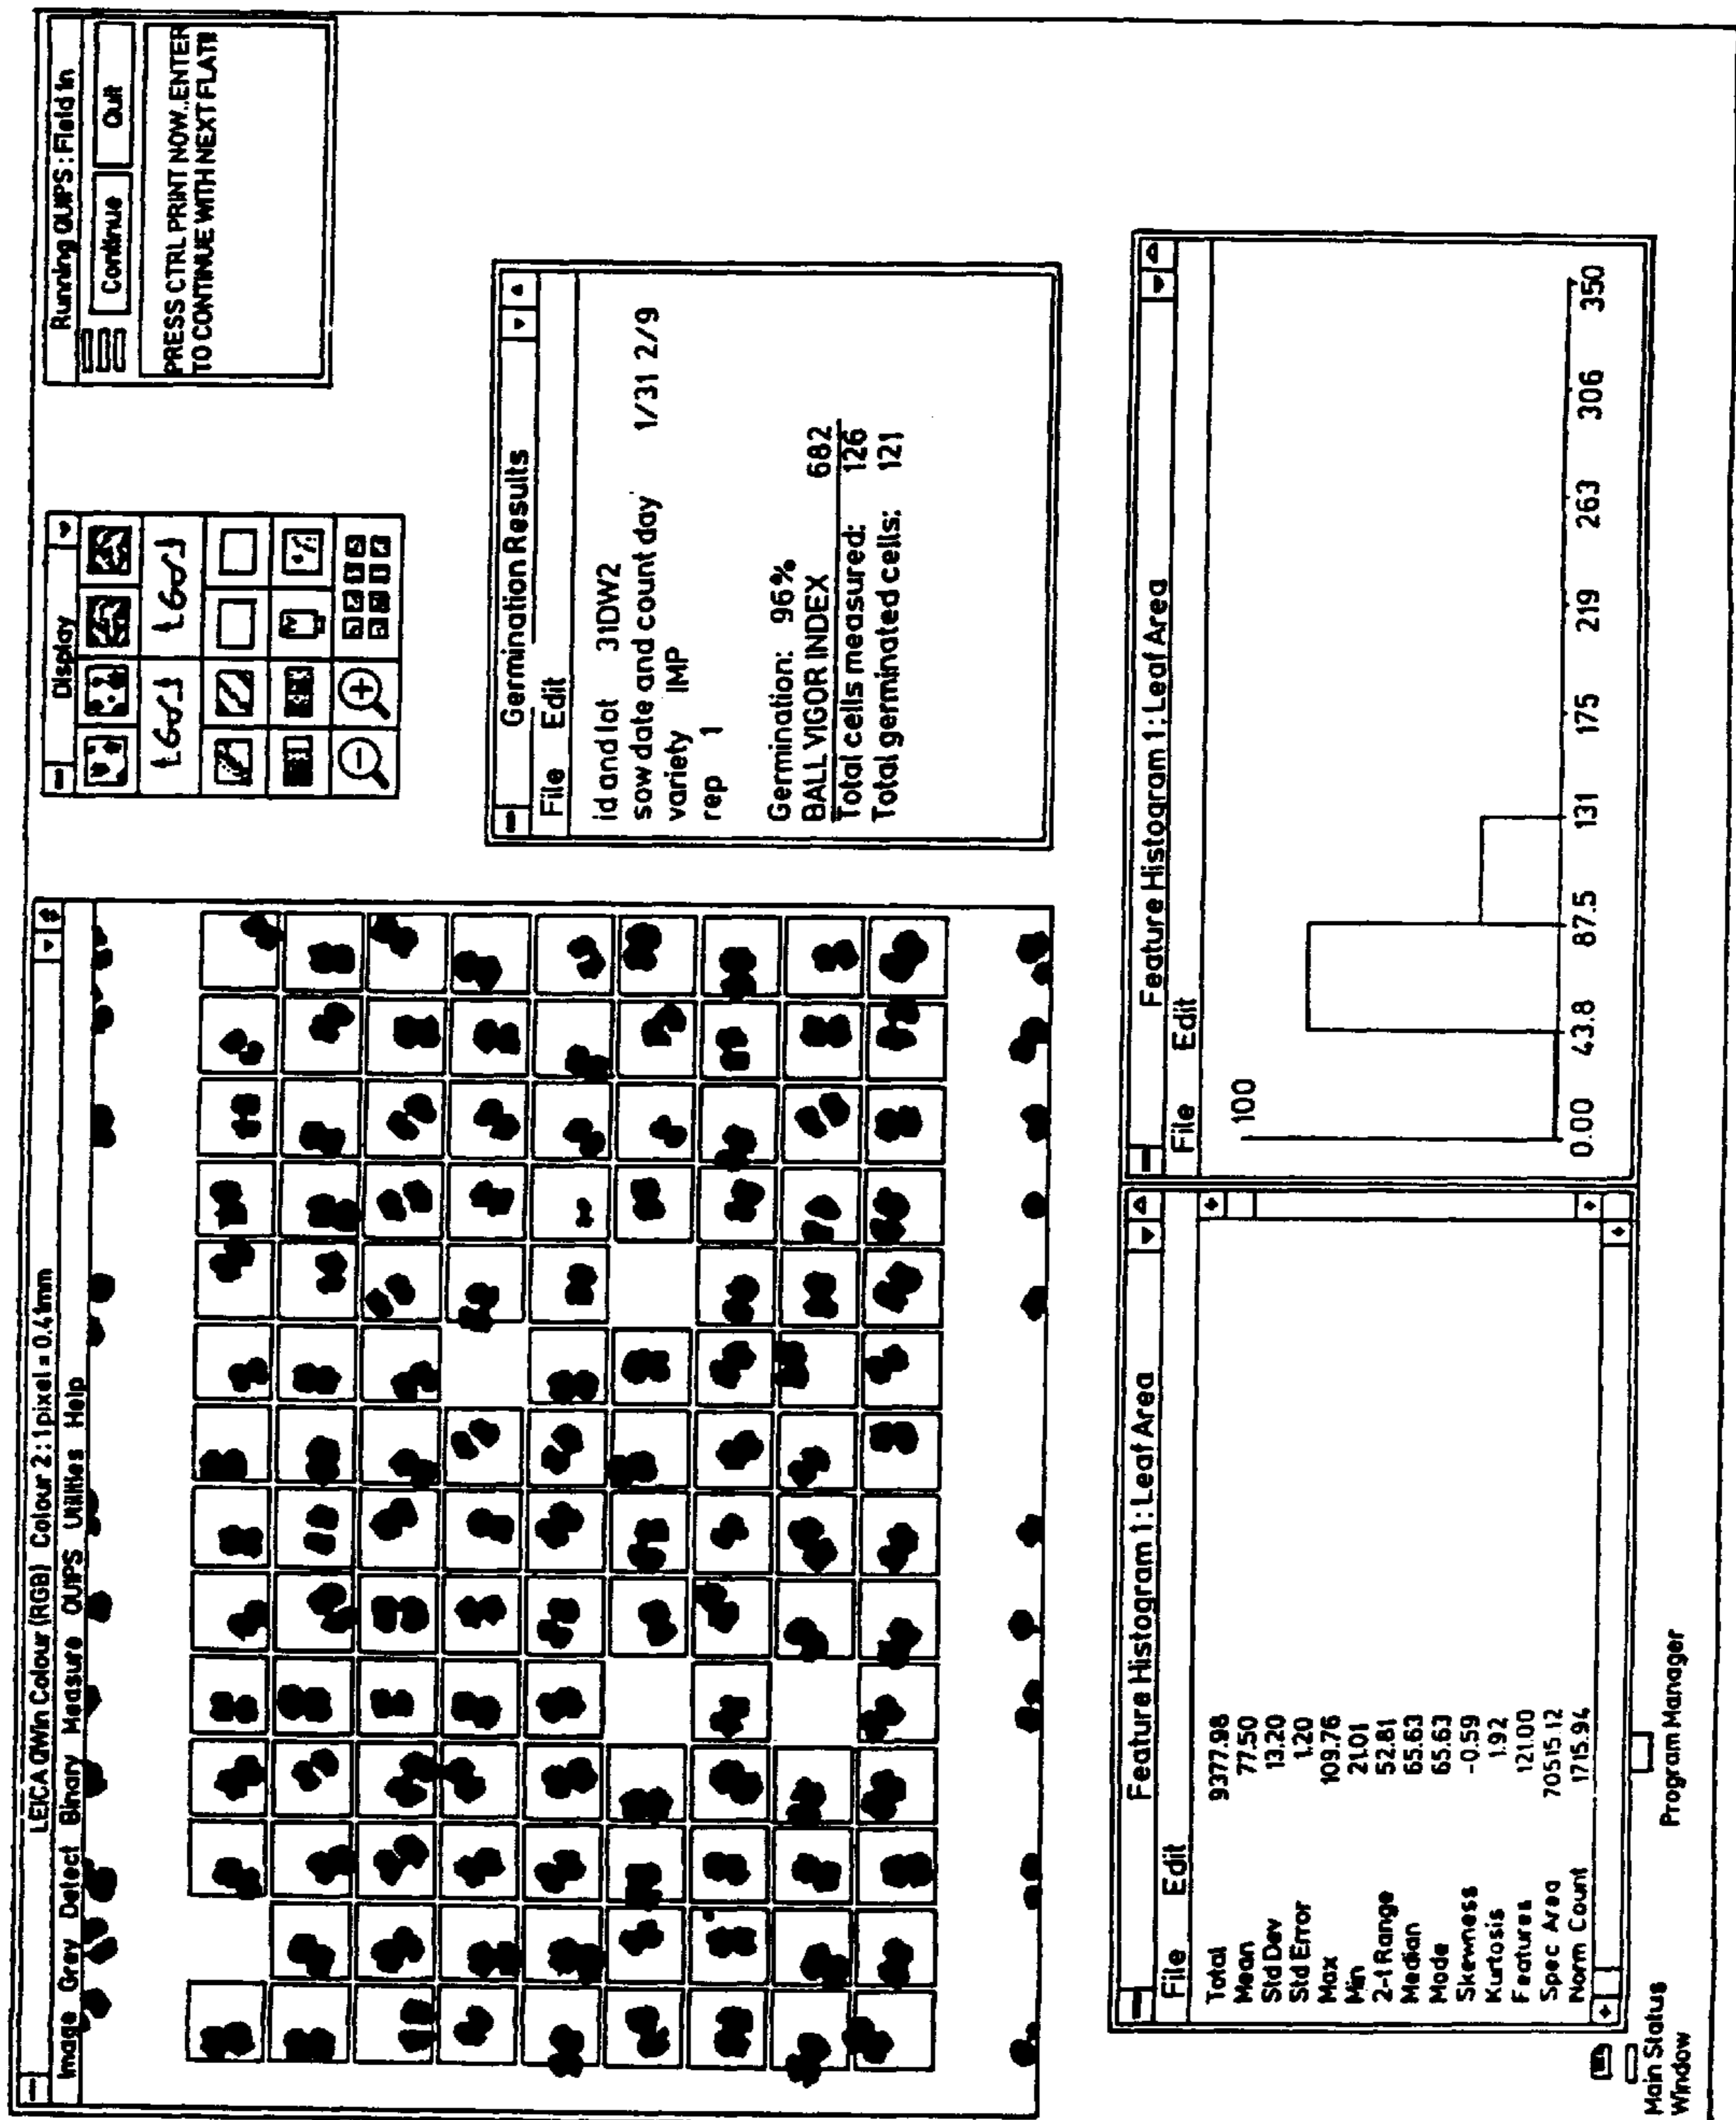 LEICA QWin Colour (RGB) Colour 2:1 pixel = 0.41mm
Image Grey Detect Binary Measure QUIPS Utilities Help
Display
Running QUIPS : Field In
Continue Quit
PRESS CTRL PRINT NOW..ENTER
TO CONTINUE WITH NEXT FLAT!!
Germination Results
File Edit
id and lot 31DW2
sow date and count day 1/31 2/9
variety IMP
rep 1
Germination: 96%
BALL VIGOR INDEX 682
Total cells measured: 126
Total germinated cells: 121
Feature Histogram 1: Leaf Area
File Edit
Total 9377.98
Mean 77.50
Std Dev 13.20
Std Error 1.20
Max 109.76
Min 21.01
2-1 Range 52.81
Median 65.63
Mode 65.63
Skewness -0.59
Kurtosis 1.92
Features 121.00
Spec Area 70515.12
Norm Count 1715.94
Feature Histogram 1: Leaf Area
File Edit
100
0.00 43.8 87.5 131 175 219 263 306 350
Main Status
Window
Program Manager